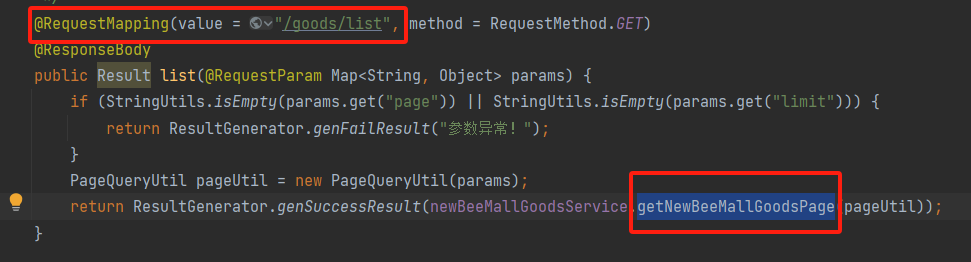 @RequestMapping(value = "/goods/list", method = RequestMethod.GET)
@ResponseBody
public Result list(@RequestParam Map<String, Object> params) {
if (StringUtils.isEmpty(params.get("page")) || StringUtils.isEmpty(params.get("limit"))) {
return ResultGenerator.genFailResult("参数异常！");
}
PageQueryUtil pageUtil = new PageQueryUtil(params);
return ResultGenerator.genSuccessResult(newBeeMallGoodsService.getNewBeeMallGoodsPage(pageUtil));
}